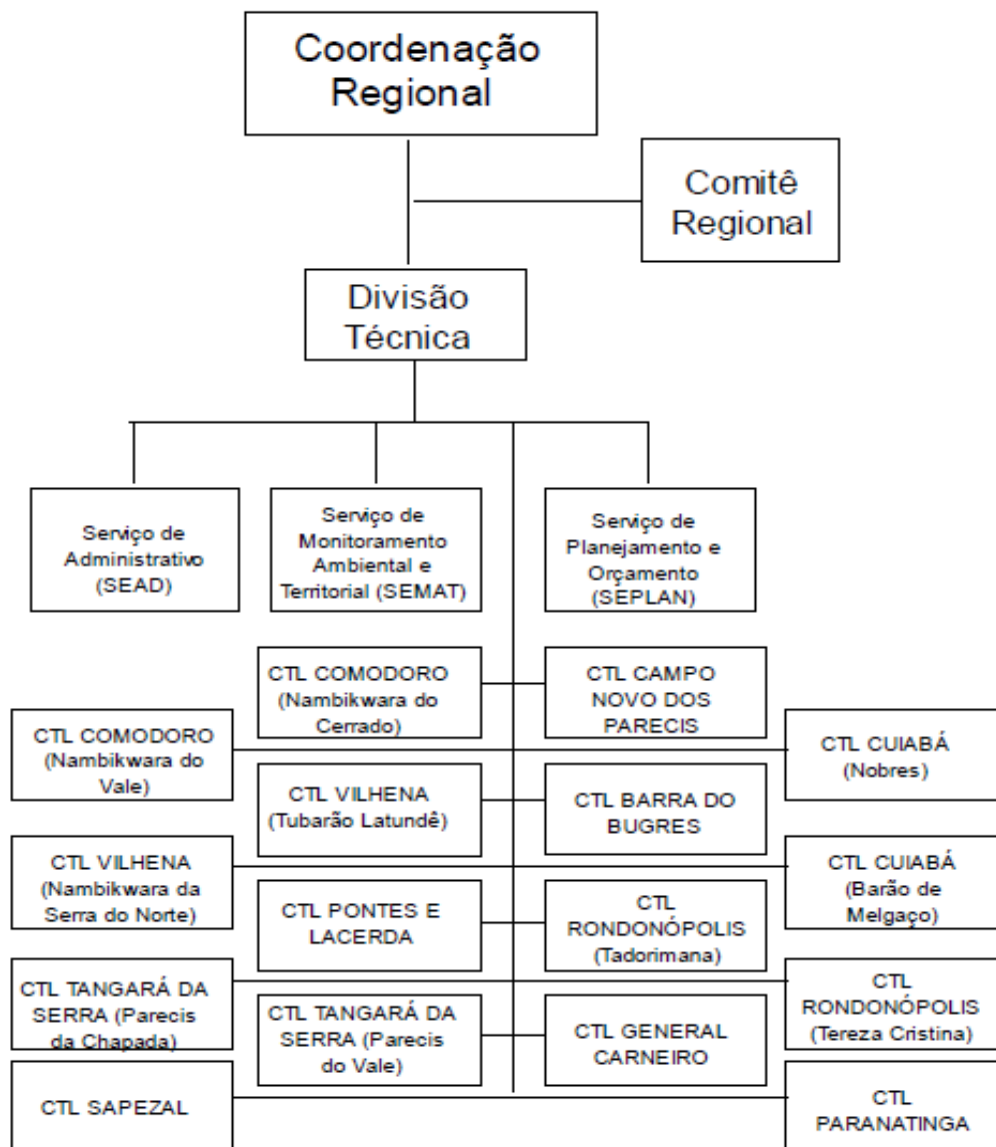 Coordenação
Regional
Comitê
Regional
Divisão
Técnica
Serviço de
Administrativo
(SEAD)
Serviço de
Monitoramento
Ambiental e
Territorial (SEMAT)
Serviço de
Planejamento e
Orçamento
(SEPLAN)
CTL COMODORO
(Nambikwara do
Cerrado)
CTL CAMPO
NOVO DOS
PARECIS
CTL COMODORO
(Nambikwara do
Vale)
CTL CUIABÁ
(Nobres)
CTL VILHENA
(Tubarão Latundê)
CTL BARRA DO
BUGRES
CTL VILHENA
(Nambikwara da
Serra do Norte)
CTL CUIABÁ
(Barão de
Melgaço)
CTL PONTES E
LACERDA
CTL
RONDONÓPOLIS
(Tadorimana)
CTL TANGARÁ DA
SERRA (Parecis
da Chapada)
CTL
RONDONÓPOLIS
(Tereza Cristina)
CTL TANGARÁ DA
SERRA (Parecis
do Vale)
CTL GENERAL
CARNEIRO
CTL SAPEZAL
CTL
PARANATINGA